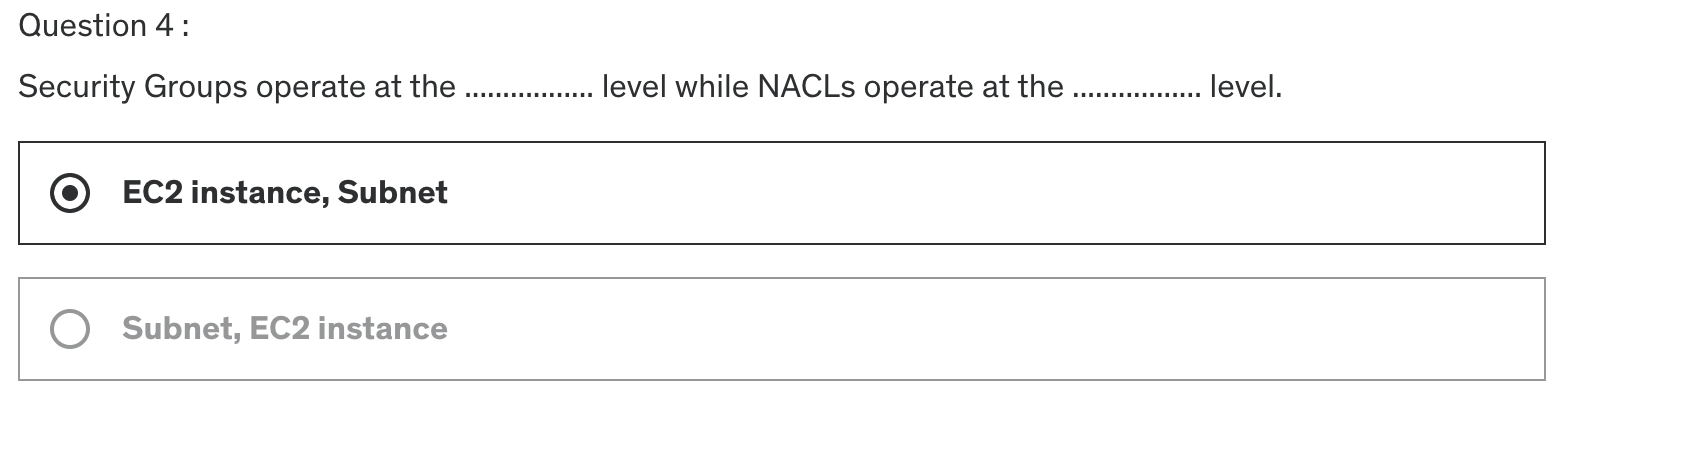 Question 4 :
Security Groups operate at the ................. level while NACLs operate at the ................. level.
EC2 instance, Subnet
Subnet, EC2 instance